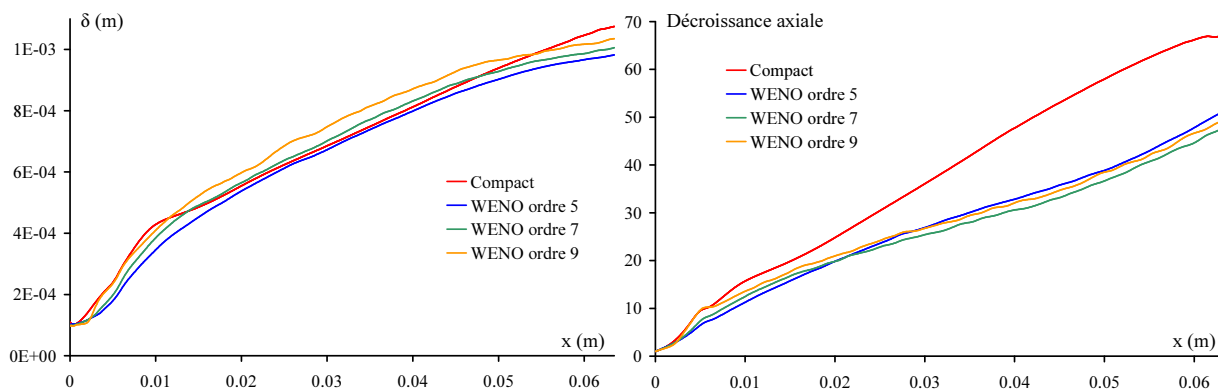 δ (m)
1E-03
8E-04
6E-04
4E-04
2E-04
0E+00
Compact
WENO ordre 5
WENO ordre 7
WENO ordre 9
x (m)
0 0.01 0.02 0.03 0.04 0.05 0.06
Décroissance axiale
70
60
50
40
30
20
10
0
Compact
WENO ordre 5
WENO ordre 7
WENO ordre 9
x (m)
0 0.01 0.02 0.03 0.04 0.05 0.06